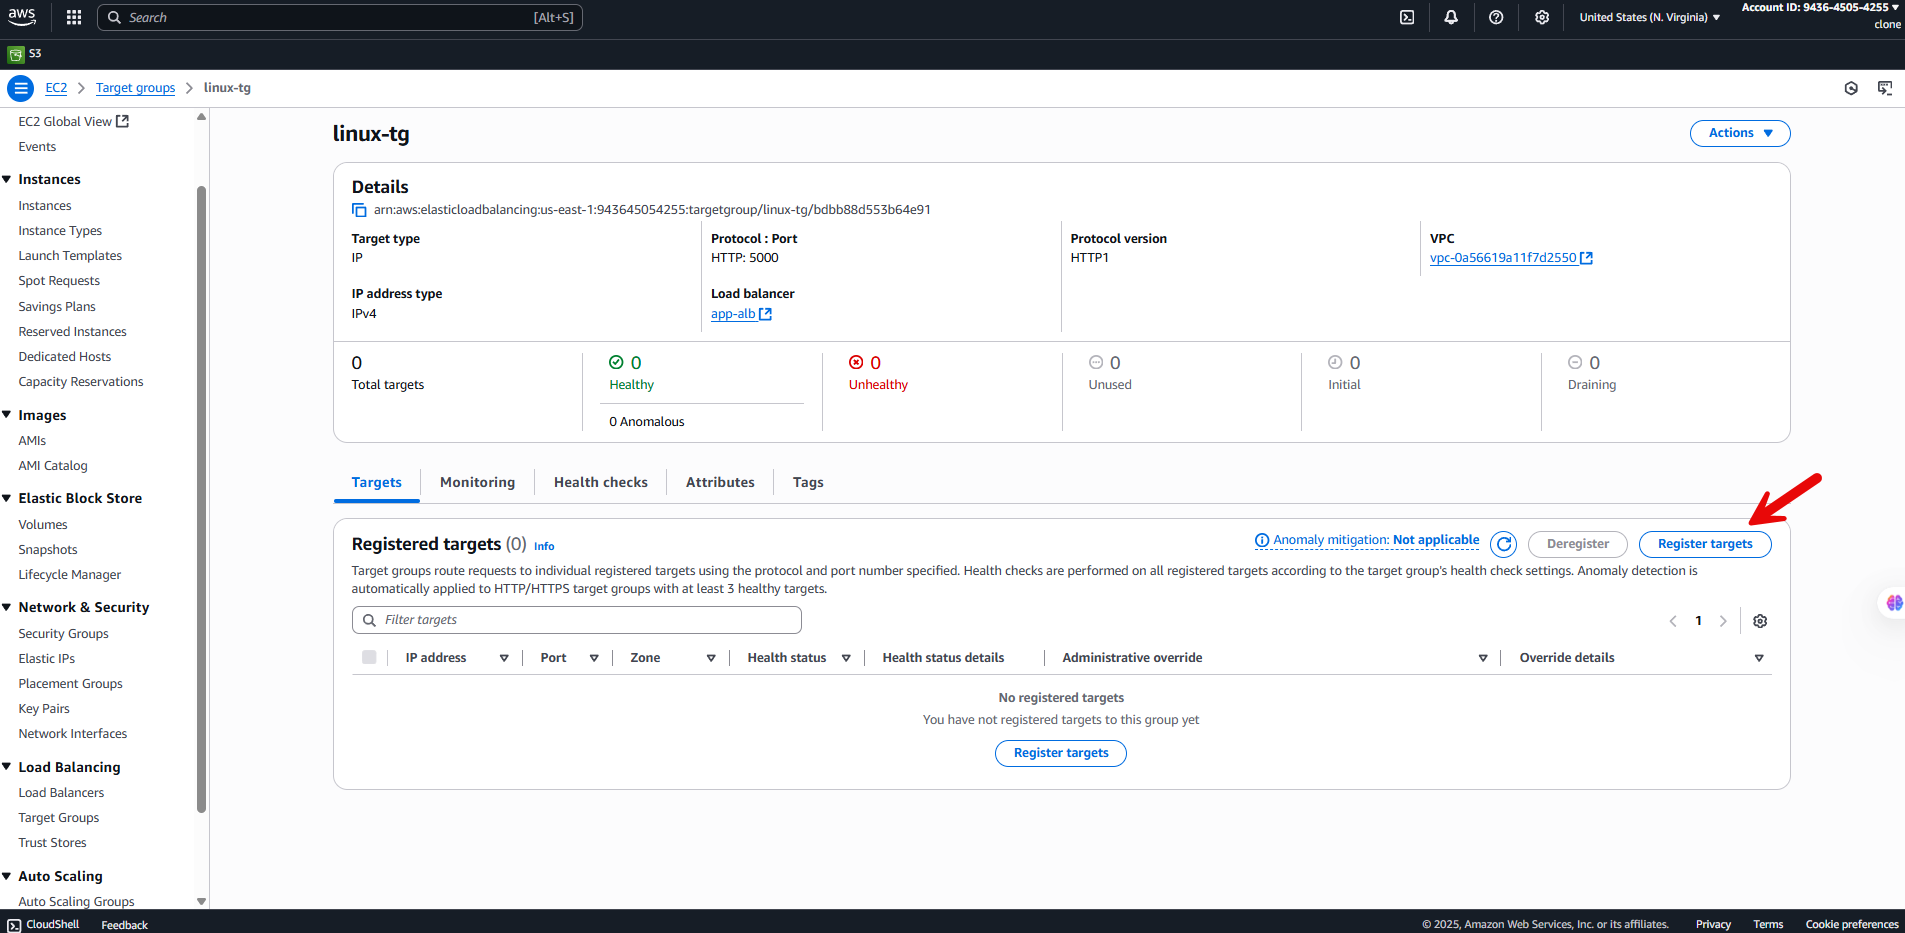 aws
Search [Alt+S]
United States (N. Virginia)
Account ID: 9436-4505-4255
clone
S3
EC2 Target groups linux-tg
EC2 Global View
Events
Instances
Instances
Instance Types
Launch Templates
Spot Requests
Savings Plans
Reserved Instances
Dedicated Hosts
Capacity Reservations
Images
AMIs
AMI Catalog
Elastic Block Store
Volumes
Snapshots
Lifecycle Manager
Network & Security
Security Groups
Elastic IPs
Placement Groups
Key Pairs
Network Interfaces
Load Balancing
Load Balancers
Target Groups
Trust Stores
Auto Scaling
Auto Scaling Groups
linux-tg
Actions
Details
arn:aws:elasticloadbalancing:us-east-1:943645054255:targetgroup/linux-tg/bdbb88d553b64e91
Target type
IP
Protocol : Port
HTTP: 5000
Protocol version
HTTP1
VPC
vpc-0a56619a11f7d2550
IP address type
IPv4
Load balancer
app-alb
0
Total targets
0
Healthy
0 Anomalous
0
Unhealthy
0
Unused
0
Initial
0
Draining
Targets Monitoring Health checks Attributes Tags
Registered targets (0) Info
Anomaly mitigation: Not applicable
Deregister
Register targets
Target groups route requests to individual registered targets using the protocol and port number specified. Health checks are performed on all registered targets according to the target group's health check settings. Anomaly detection is
automatically applied to HTTP/HTTPS target groups with at least 3 healthy targets.
Filter targets
1
IP address Port Zone Health status Health status details Administrative override Override details
No registered targets
You have not registered targets to this group yet
Register targets
CloudShell Feedback
© 2025, Amazon Web Services, Inc. or its affiliates. Privacy Terms Cookie preferences